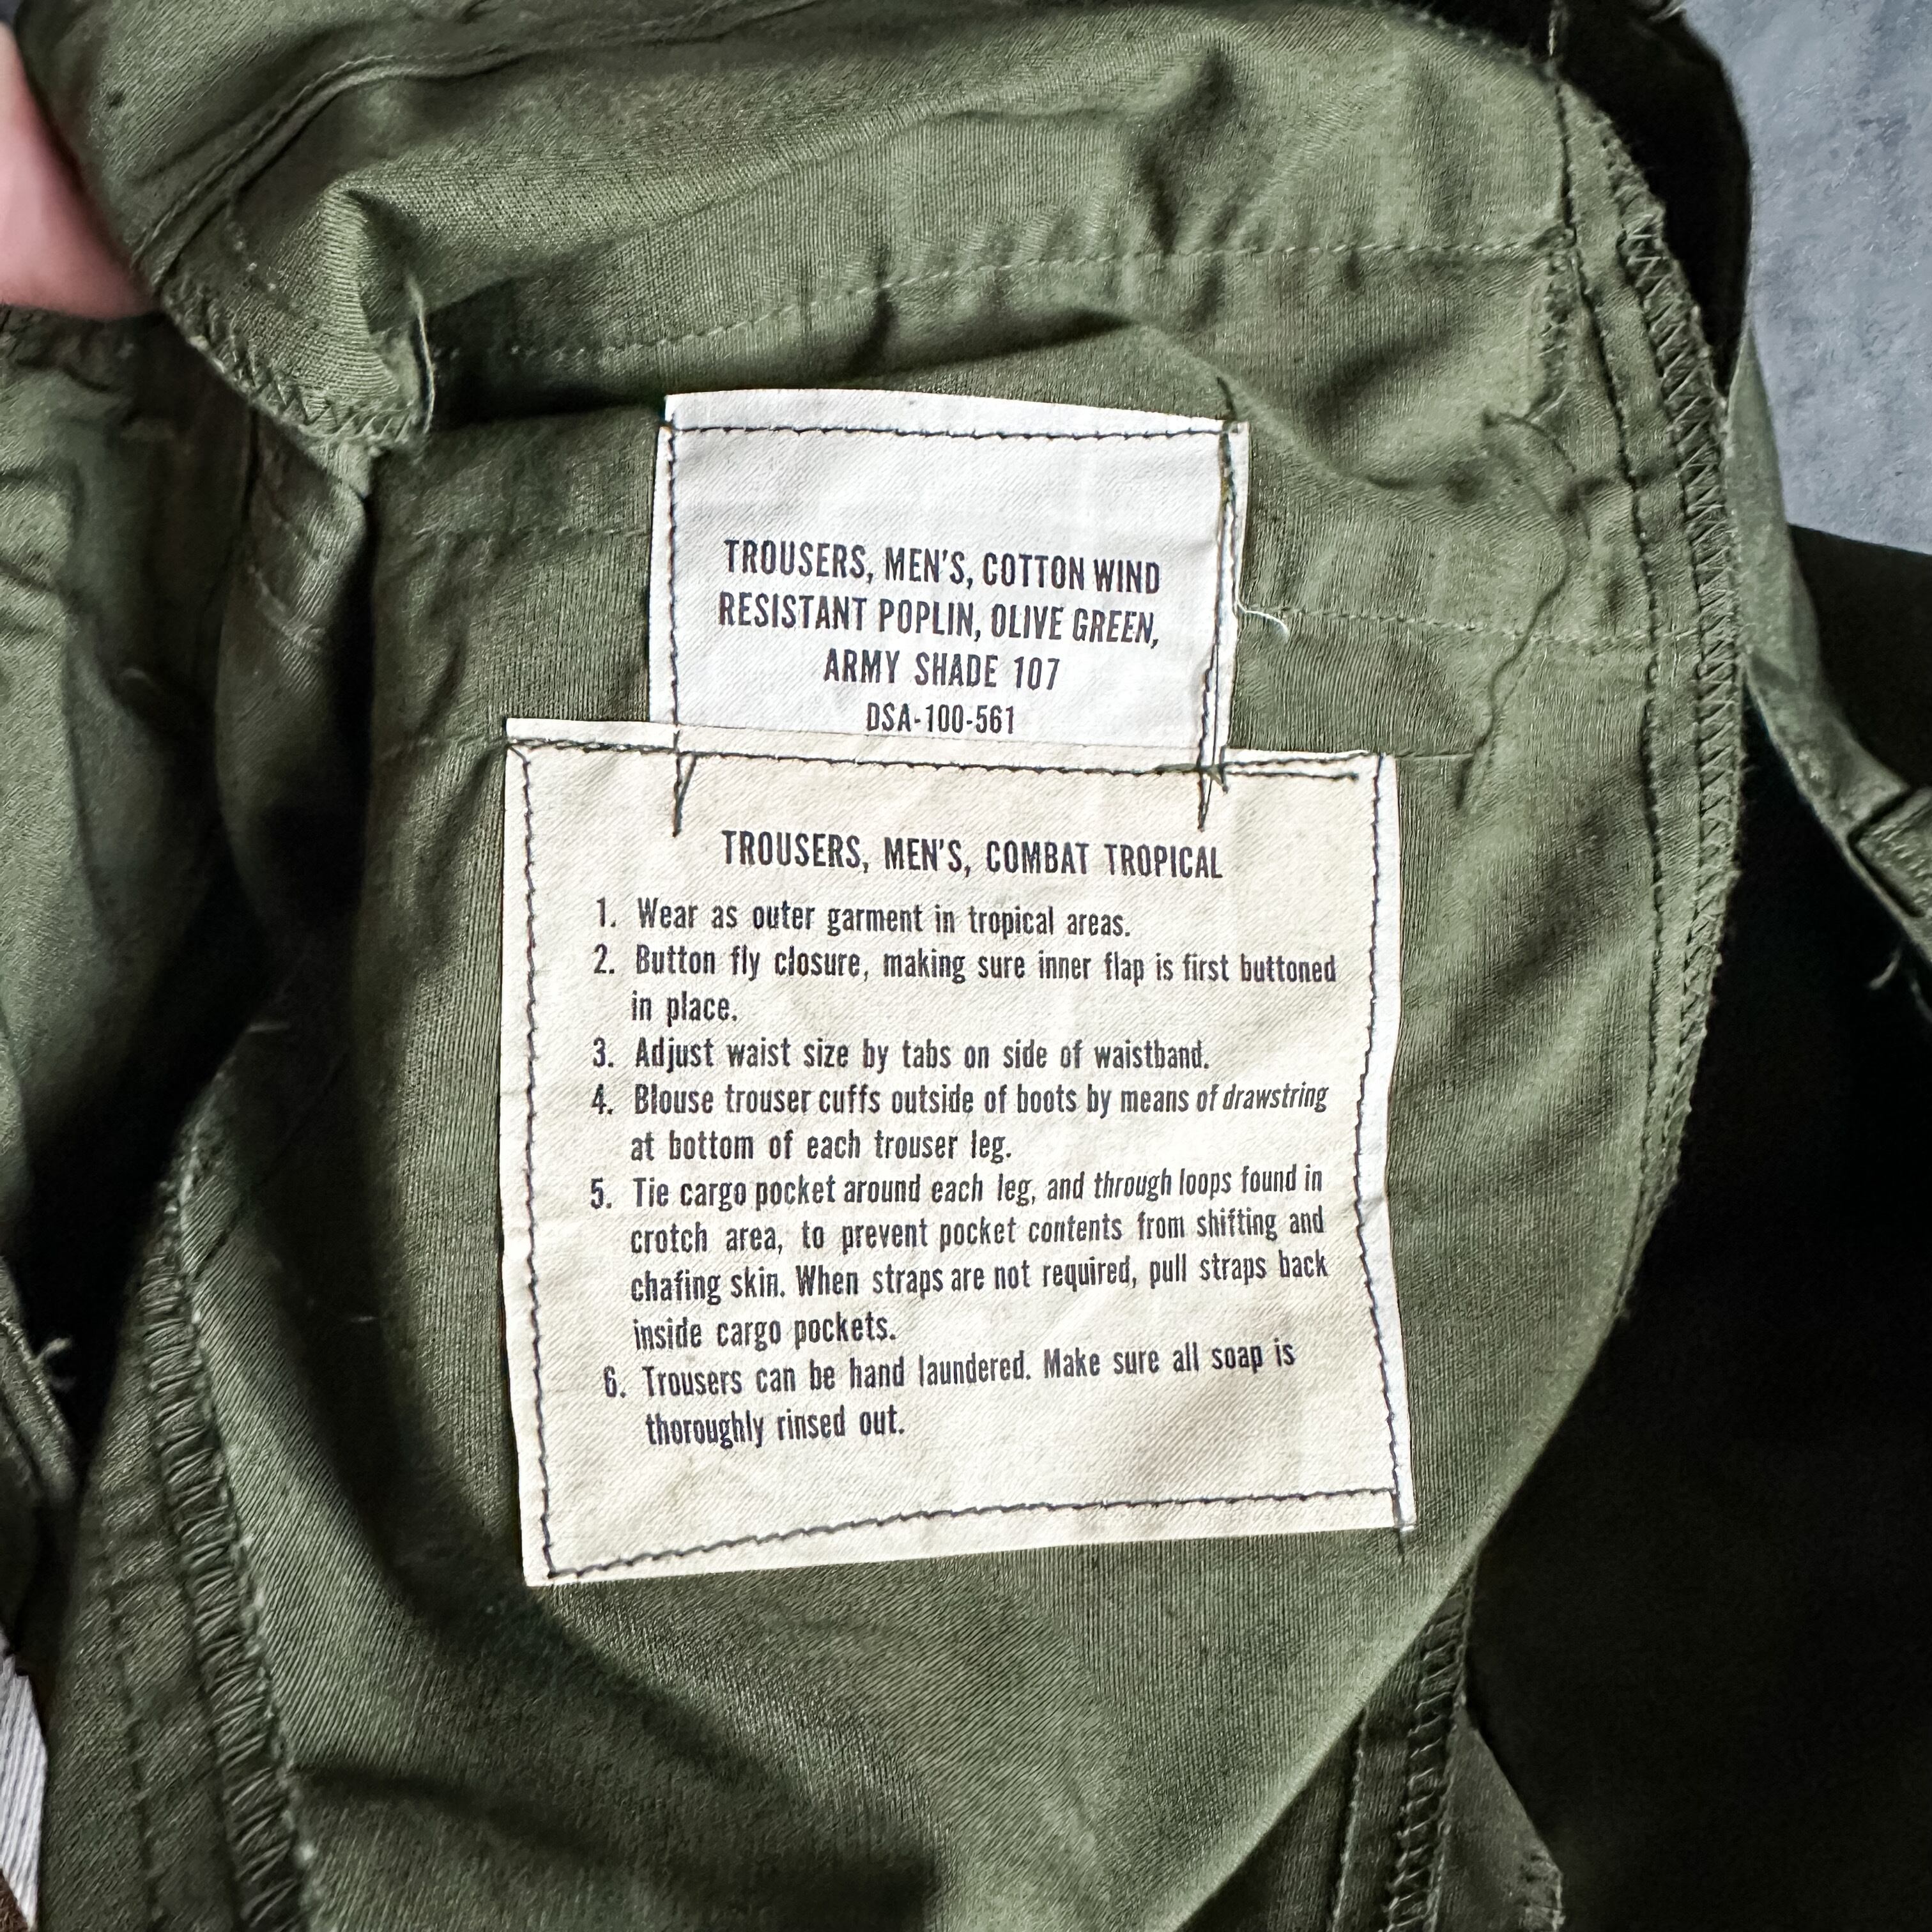 TROUSERS, MEN'S, COTTON WIND
RESISTANT POPLIN, OLIVE GREEN,
ARMY SHADE 107
DSA-100-561
TROUSERS, MEN'S, COMBAT TROPICAL
1. Wear as outer garment in tropical areas.
2. Button fly closure, making sure inner flap is first buttoned
in place.
3. Adjust waist size by tabs on side of waistband.
4. Blouse trouser cuffs outside of boots by means of drawstring
at bottom of each trouser leg.
5. Tie cargo pocket around each leg, and through loops found in
crotch area, to prevent pocket contents from shifting and
chafing skin. When straps are not required, pull straps back
inside cargo pockets.
6. Trousers can be hand laundered. Make sure all soap is
thoroughly rinsed out.